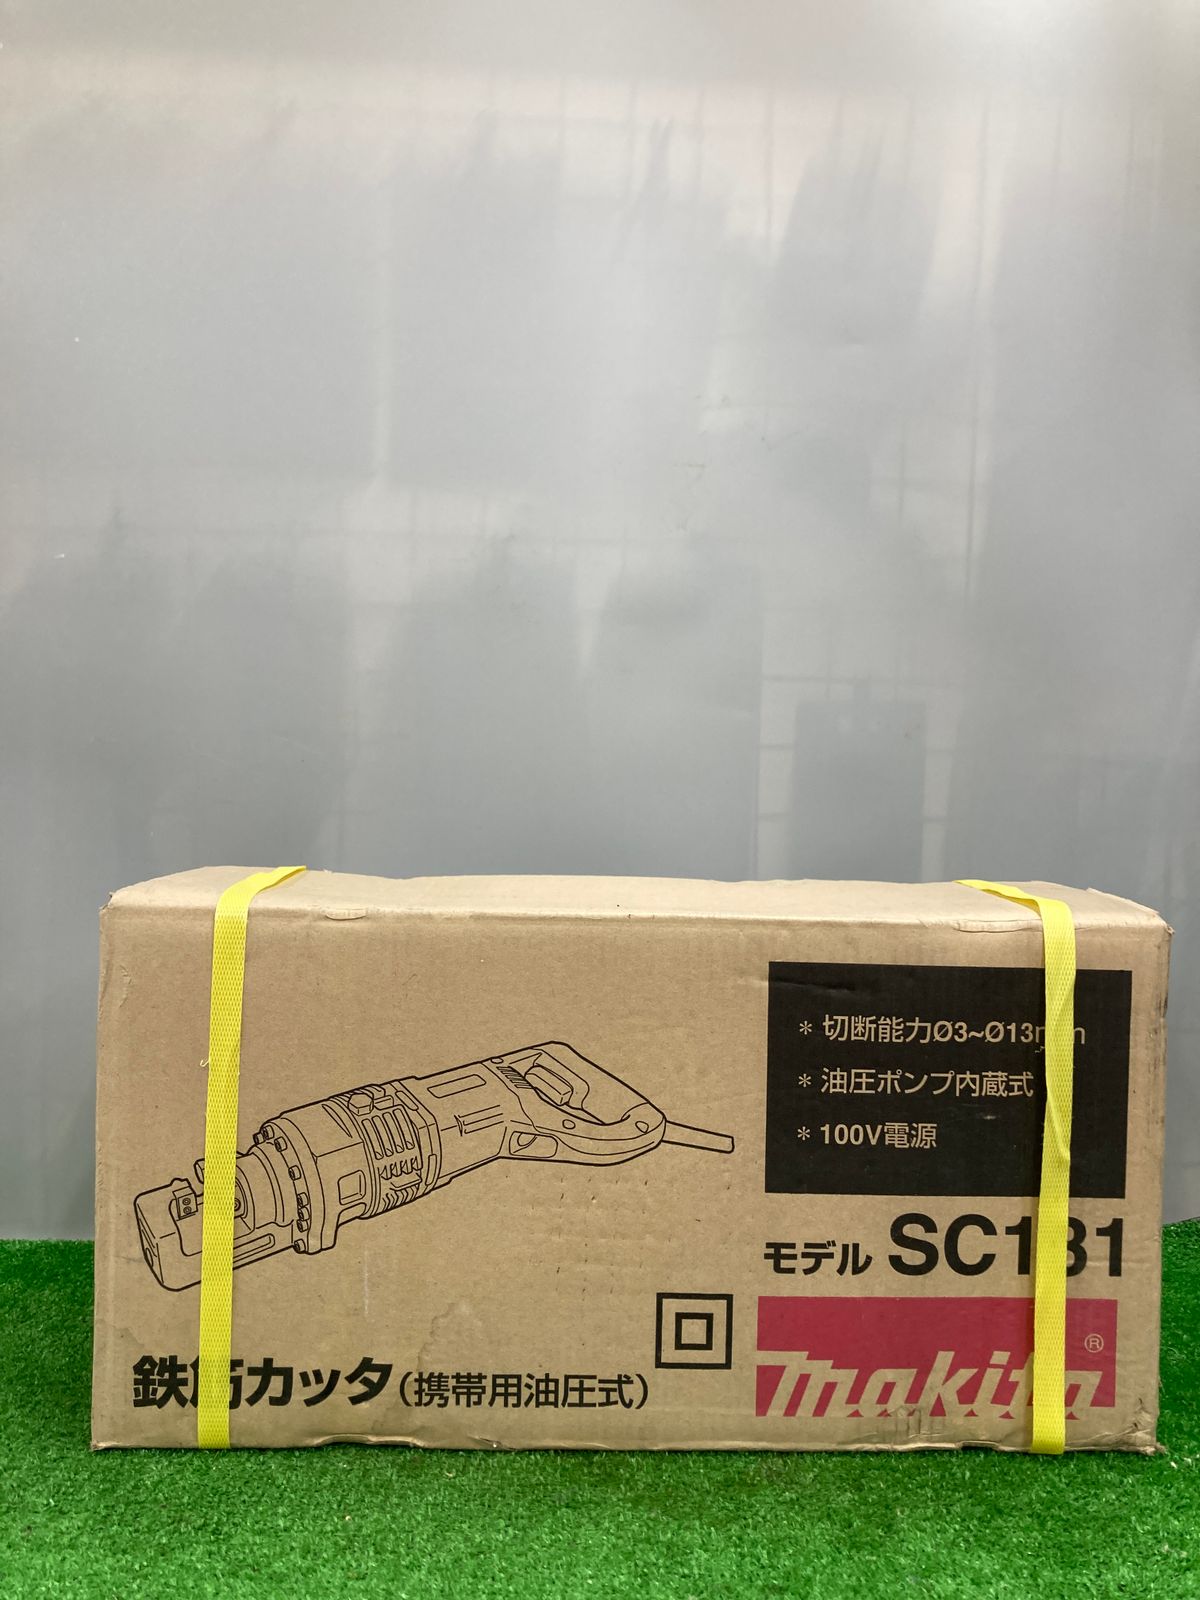 * 切断能力Ø3~Ø13mm
* 油圧ポンプ内蔵式
* 100V電源
モデル SC131
makita®
鉄筋カッタ(携帯用油圧式)